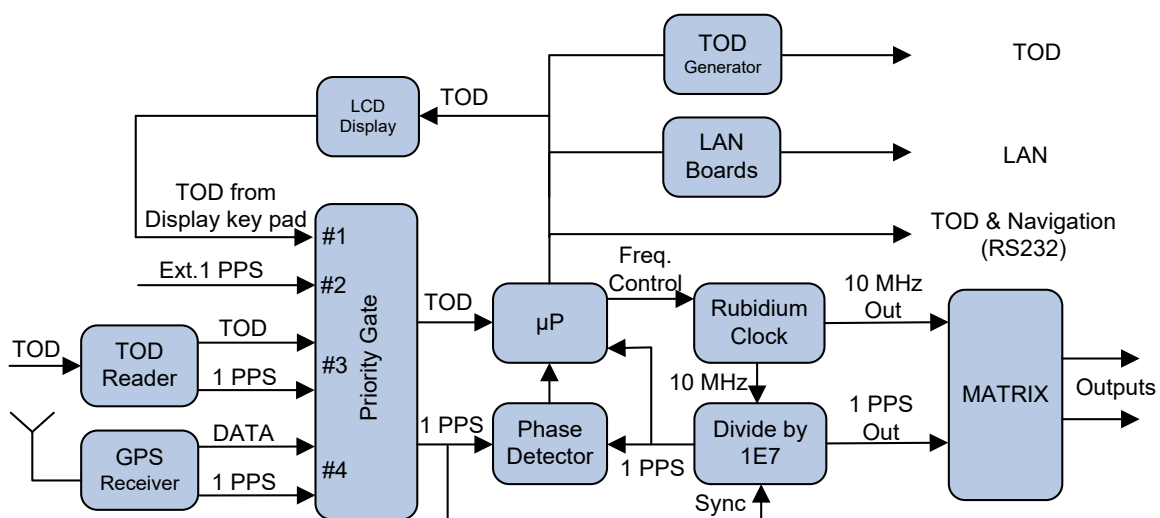 TOD
Generator
TOD
LCD
Display
TOD
LAN
Boards
LAN
TOD from
Display key pad
#1
TOD & Navigation
(RS232)
Ext.1 PPS
#2
Priority Gate
TOD
µP
Freq.
Control
Rubidium
Clock
10 MHz
Out
MATRIX
Outputs
TOD
TOD
Reader
TOD
1 PPS
#3
10 MHz
1 PPS
Phase
Detector
1 PPS
Divide by
1E7
1 PPS
Out
GPS
Receiver
DATA
1 PPS
#4
Sync